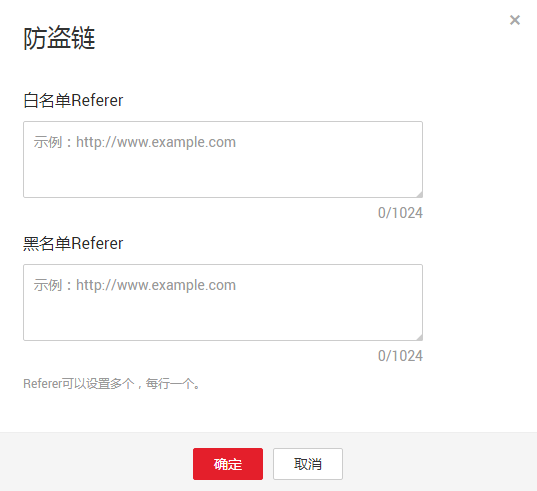 ×
防盗链
白名单Referer
示例：http://www.example.com
0/1024
黑名单Referer
示例：http://www.example.com
0/1024
Referer可以设置多个，每行一个。
确定
取消